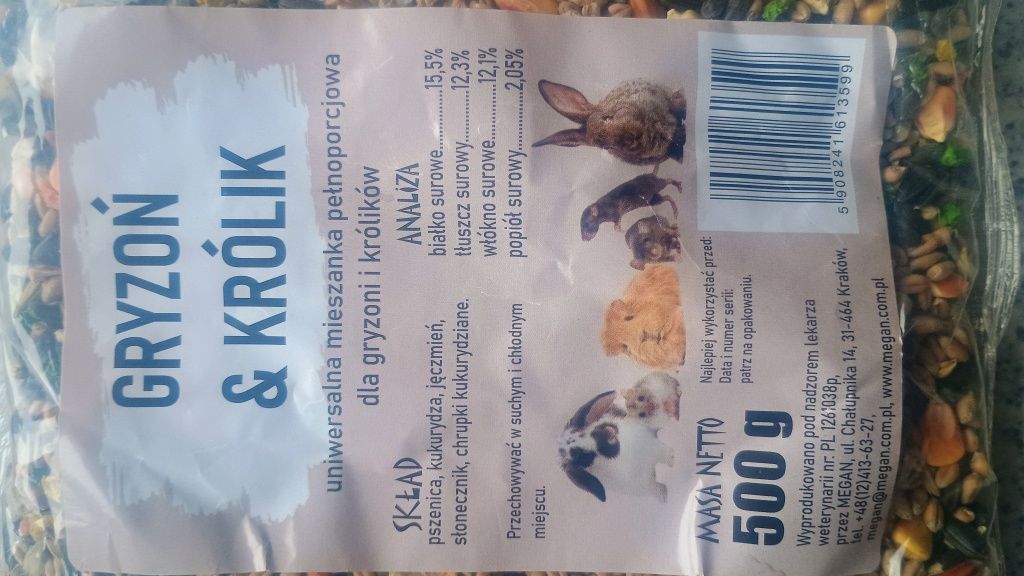 GRYZOŃ
& KRÓLIK
uniwersalna mieszanka pełnoporcjowa
dla gryzoni i królików
SKŁAD
pszenica, kukurydza, jęczmień,
słonecznik, chrupki kukurydziane.
Przechowywać w suchym i chłodnym
miejscu.
ANALIZA
białko surowe....................15,5%
tłuszcz surowy..................12,3%
włókno surowe..................12,1%
popiół surowy....................2,05%
MASA NETTO
500 g
Najlepiej wykorzystać przed:
Data i numer serii:
patrz na opakowaniu.
Wyprodukowano pod nadzorem lekarza
weterynarii nr. PL 1261038p,
przez MEGAN, ul. Chałupnika 14, 31-464 Kraków,
tel. +48(12)413-63-27,
megan@megan.com.pl, www.megan.com.pl
5 908241 613599